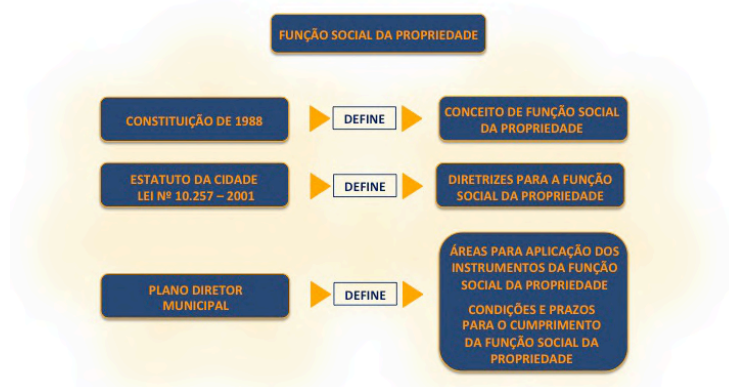 FUNÇÃO SOCIAL DA PROPRIEDADE
CONSTITUIÇÃO DE 1988
DEFINE
CONCEITO DE FUNÇÃO SOCIAL
DA PROPRIEDADE
ESTATUTO DA CIDADE
LEI Nº 10.257 – 2001
DEFINE
DIRETRIZES PARA A FUNÇÃO
SOCIAL DA PROPRIEDADE
PLANO DIRETOR
MUNICIPAL
DEFINE
ÁREAS PARA APLICAÇÃO DOS
INSTRUMENTOS DA FUNÇÃO
SOCIAL DA PROPRIEDADE
CONDIÇÕES E PRAZOS
PARA O CUMPRIMENTO
DA FUNÇÃO SOCIAL DA
PROPRIEDADE